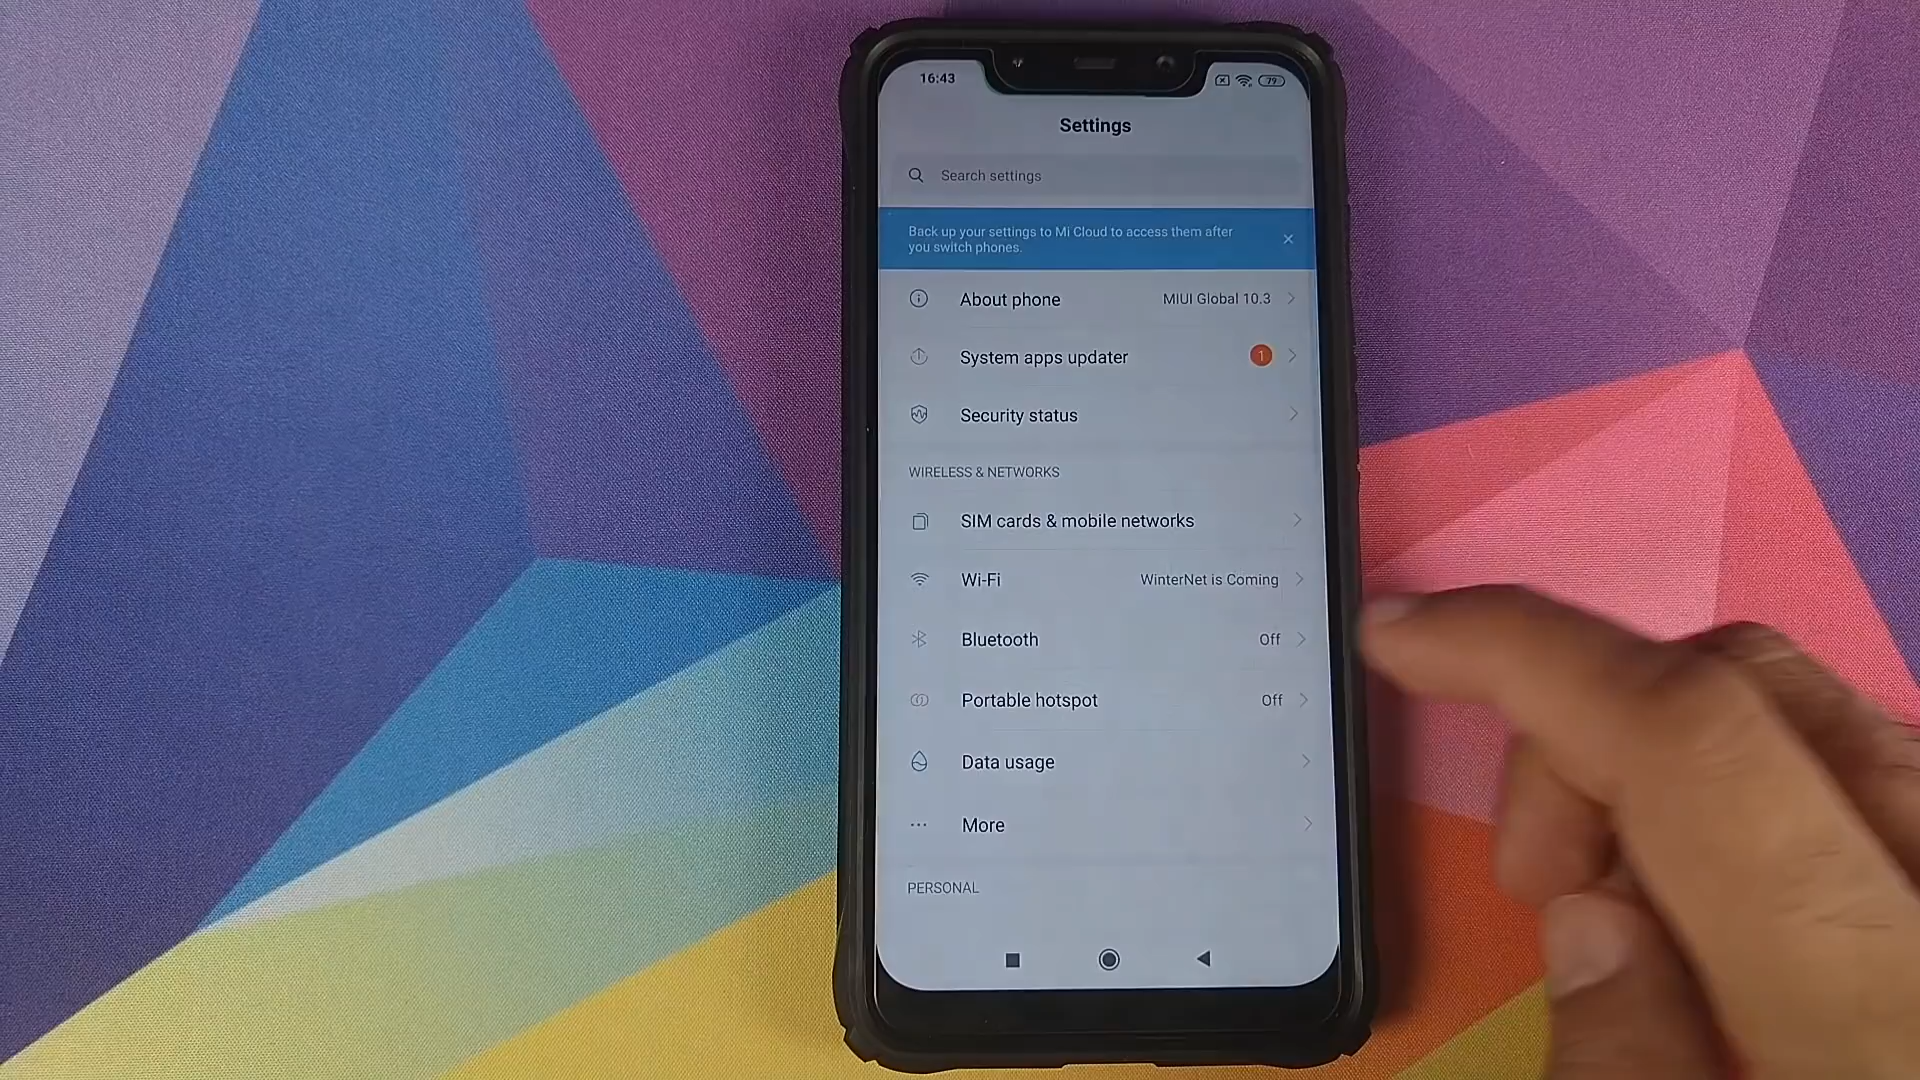 16:43
79
Settings
Search settings
Back up your settings to Mi Cloud to access them after
you switch phones.
About phone MIUI Global 10.3
System apps updater 1
Security status
WIRELESS & NETWORKS
SIM cards & mobile networks
Wi-Fi WinterNet is Coming
Bluetooth Off
Portable hotspot Off
Data usage
More
PERSONAL